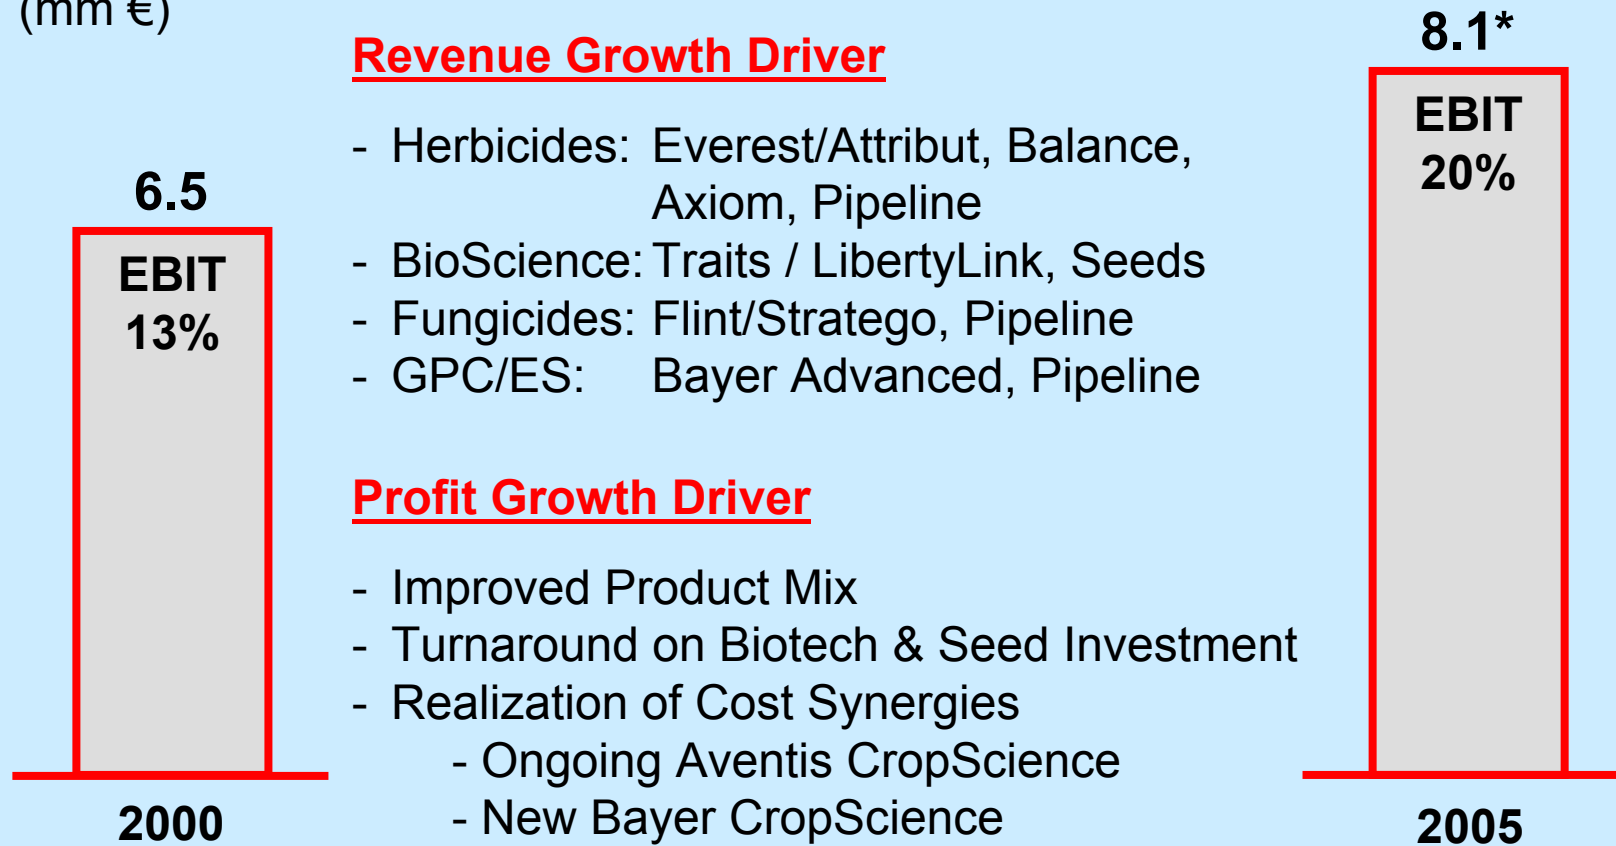 (mm €)
6.5
EBIT
13%
2000
Revenue Growth Driver
- Herbicides: Everest/Attribut, Balance,
Axiom, Pipeline
- BioScience: Traits / LibertyLink, Seeds
- Fungicides: Flint/Stratego, Pipeline
- GPC/ES: Bayer Advanced, Pipeline
Profit Growth Driver
- Improved Product Mix
- Turnaround on Biotech & Seed Investment
- Realization of Cost Synergies
- Ongoing Aventis CropScience
- New Bayer CropScience
8.1*
EBIT
20%
2005